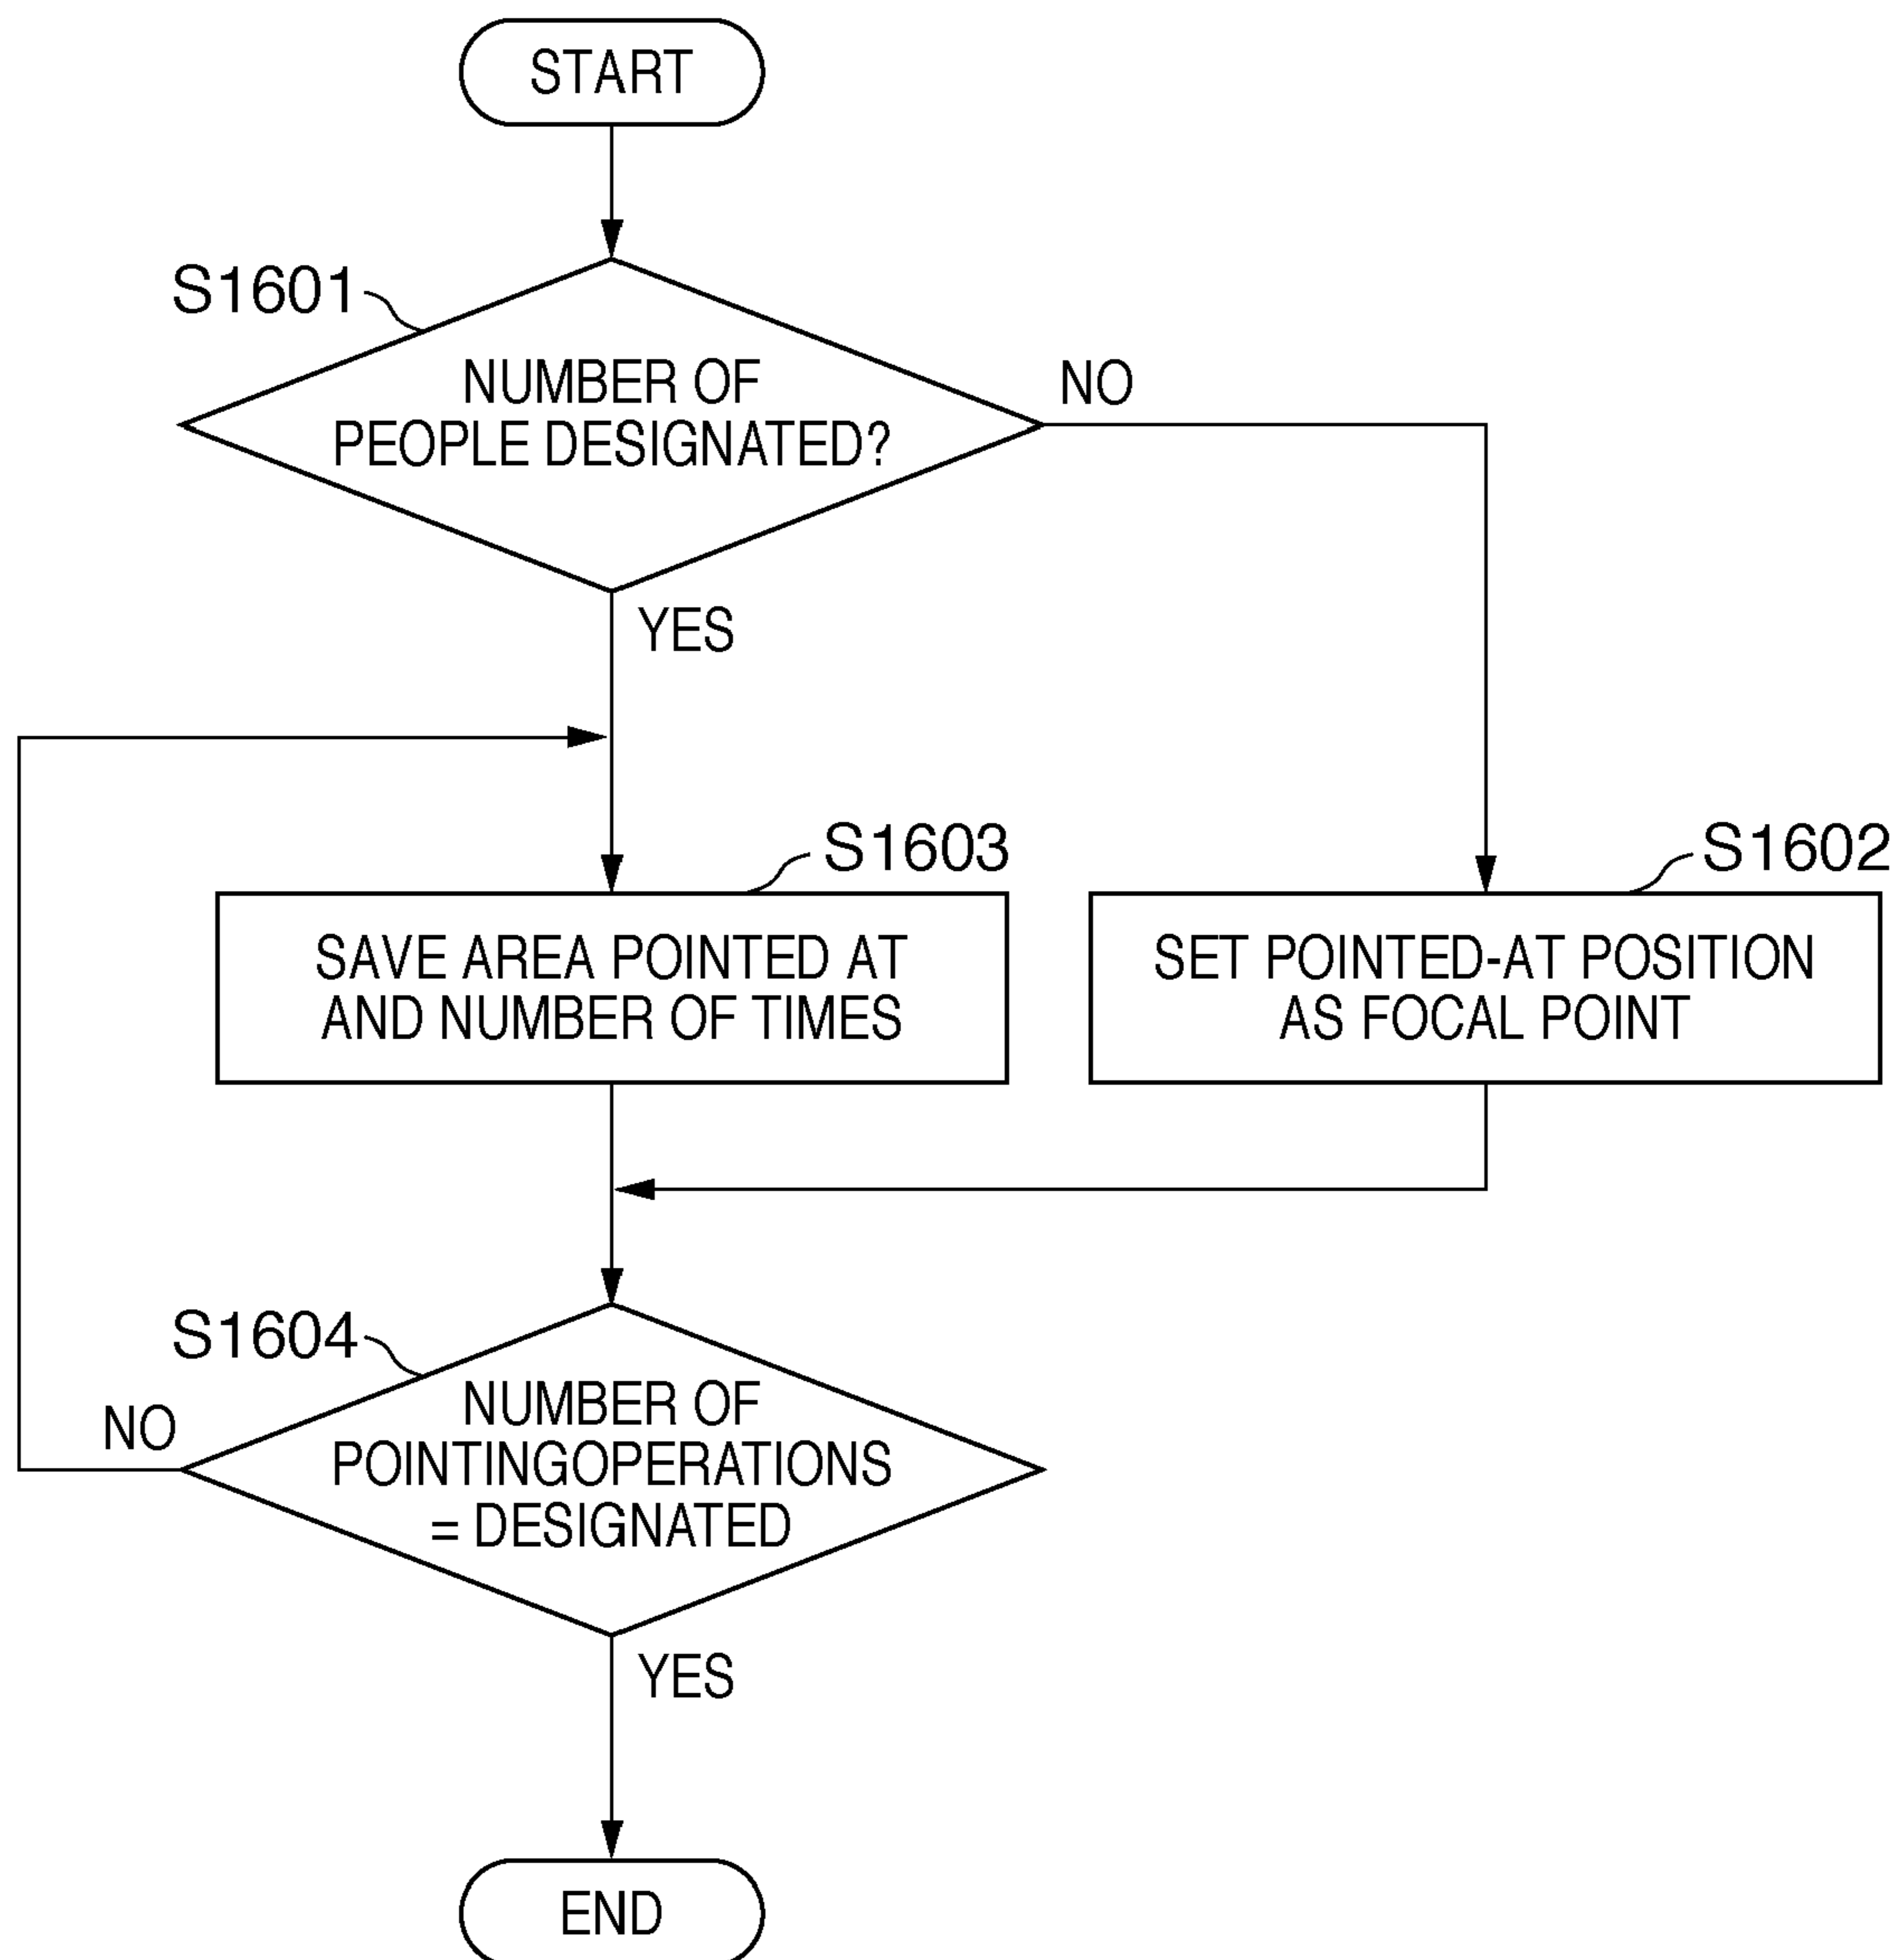 START
S1601
NUMBER OF
PEOPLE DESIGNATED?
NO
YES
S1603
SAVE AREA POINTED AT
AND NUMBER OF TIMES
S1602
SET POINTED-AT POSITION
AS FOCAL POINT
S1604
NUMBER OF
POINTINGOPERATIONS
= DESIGNATED
NO
YES
END